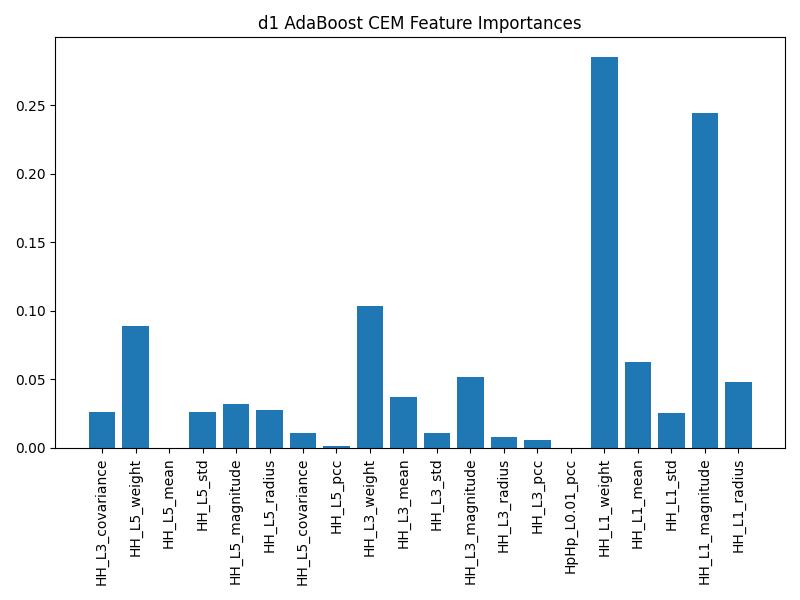 d1 AdaBoost CEM Feature Importances
0.25
0.20
0.15
0.10
0.05
0.00
HH_L3_covariance
HH_L5_weight
HH_L5_mean
HH_L5_std
HH_L5_magnitude
HH_L5_radius
HH_L5_covariance
HH_L5_pcc
HH_L3_weight
HH_L3_mean
HH_L3_std
HH_L3_magnitude
HH_L3_radius
HH_L3_pcc
HpHp_L0.01_pcc
HH_L1_weight
HH_L1_mean
HH_L1_std
HH_L1_magnitude
HH_L1_radius